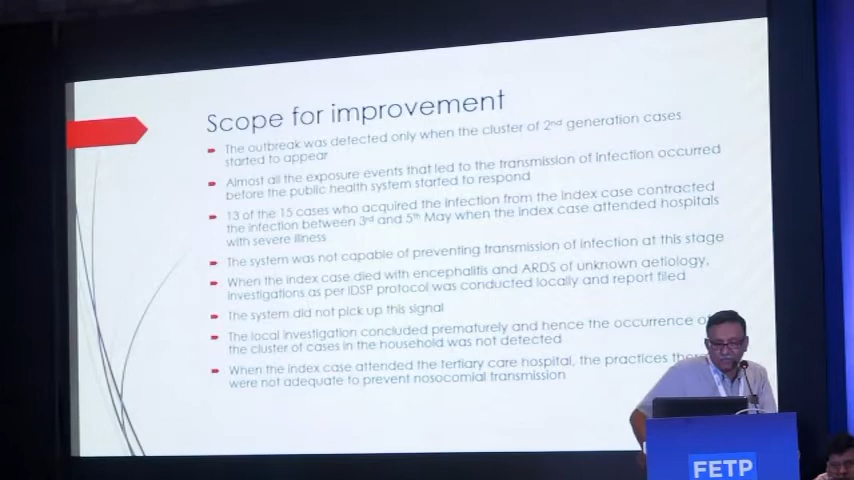 Scope for improvement
The outbreak was detected only when the cluster of 2nd generation cases
started to appear
Almost all the exposure events that led to the transmission of infection occurred
before the public health system started to respond
13 of the 15 cases who acquired the infection from the index case contracted
the infection between 3rd and 5th May when the index case attended hospitals
with severe illness
The system was not capable of preventing transmission of infection at this stage
When the index case died with encephalitis and ARDS of unknown aetiology,
investigations as per IDSP protocol was conducted locally and report filed
The system did not pick up this signal
The local investigation concluded prematurely and hence the occurrence
the cluster of cases in the household was not detected
When the index case attended the tertiary care hospital, the practices
were not adequate to prevent nosocomial transmission
FETP